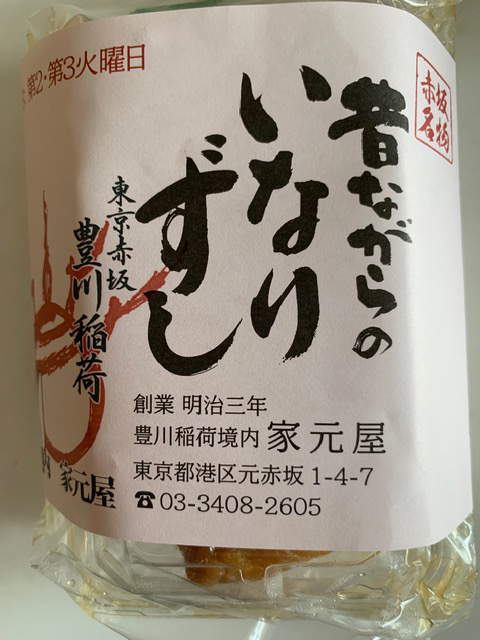 赤坂名物
昔ながらの
いなり
ずし
第2・第3火曜日
東京赤坂
豊川稲荷
家元屋
創業 明治三年
豊川稲荷境内 家元屋
東京都港区元赤坂 1-4-7
☎03-3408-2605